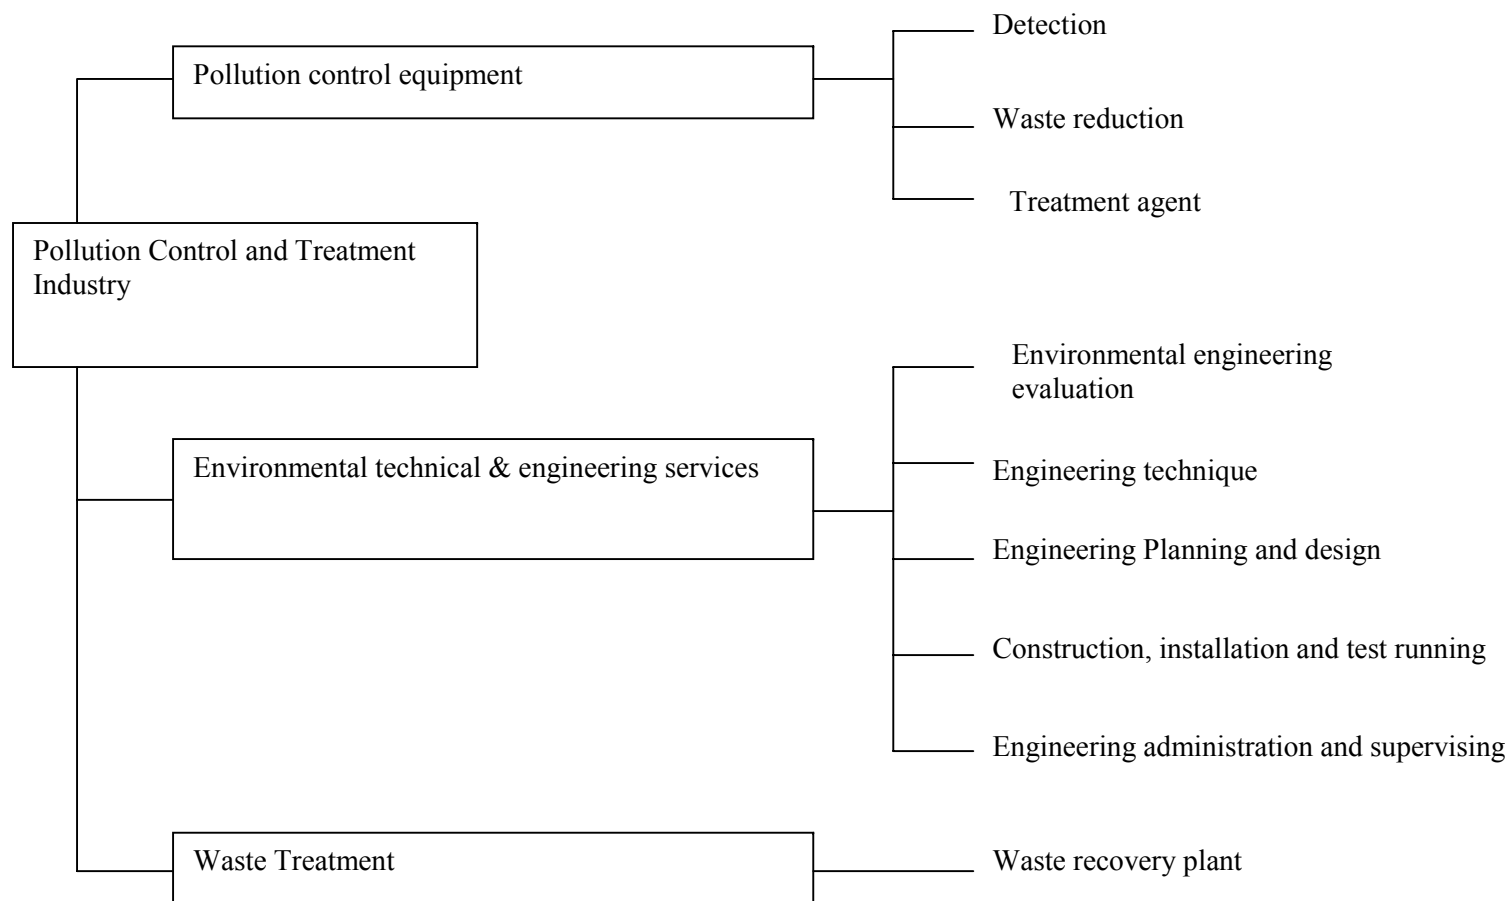 Detection
Pollution control equipment
Waste reduction
Treatment agent
Pollution Control and Treatment
Industry
Environmental engineering
evaluation
Environmental technical & engineering services
Engineering technique
Engineering Planning and design
Construction, installation and test running
Engineering administration and supervising
Waste Treatment
Waste recovery plant